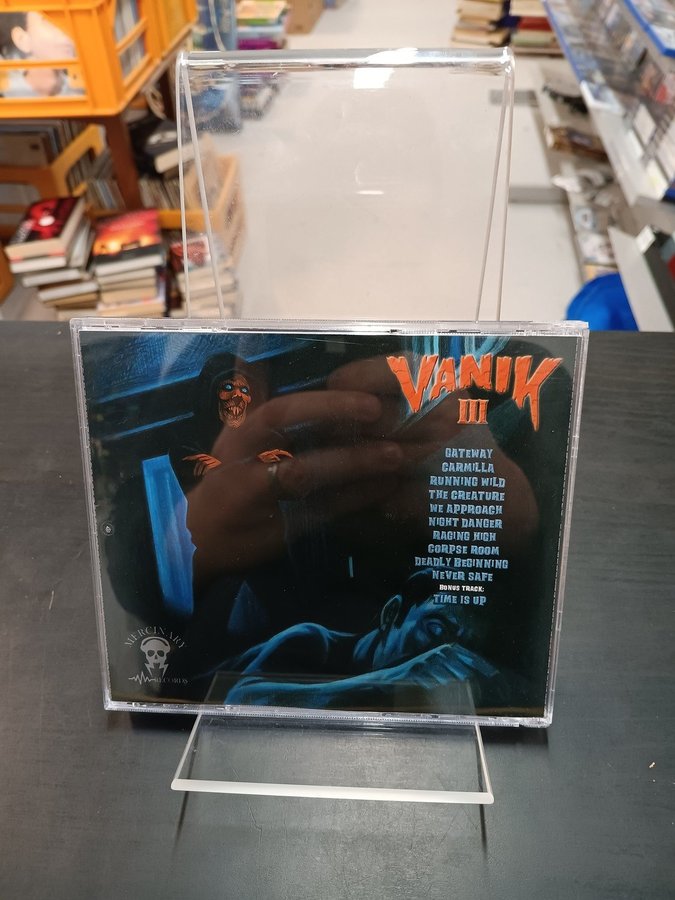 VANIK
III
GATEWAY
CARMILLA
RUNNING WILD
THE CREATURE
WE APPROACH
NIGHT DANGER
RAGING HIGH
CORPSE ROOM
DEADLY BEGINNING
NEVER SAFE
BONUS TRACK:
TIME IS UP
MERCINARY
RECORDS